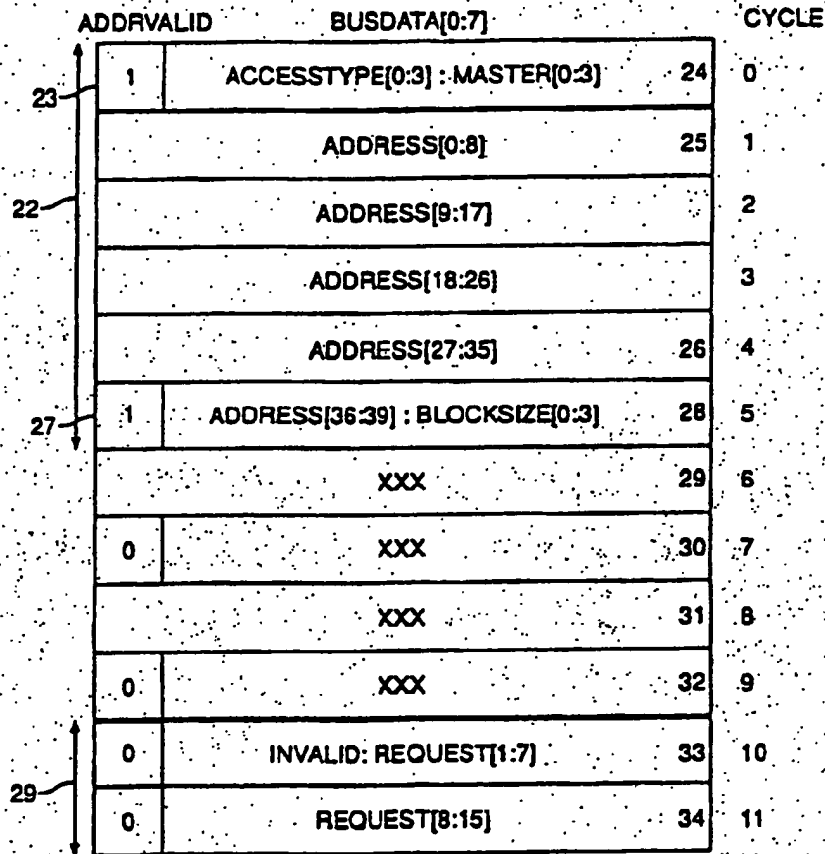 ADDRVALID BUSDATA[0:7] CYCLE
23 1 ACCESSTYPE[0:3] : MASTER[0:3] 24 0
ADDRESS[0:8] 25 1
22 ADDRESS[9:17] 2
ADDRESS[18:26] 3
ADDRESS[27:35] 26 4
27 1 ADDRESS[36:39] : BLOCKSIZE[0:3] 28 5
XXX 29 6
0 XXX 30 7
XXX 31 8
0 XXX 32 9
0 INVALID: REQUEST[1:7] 33 10
29
0 REQUEST[8:15] 34 11